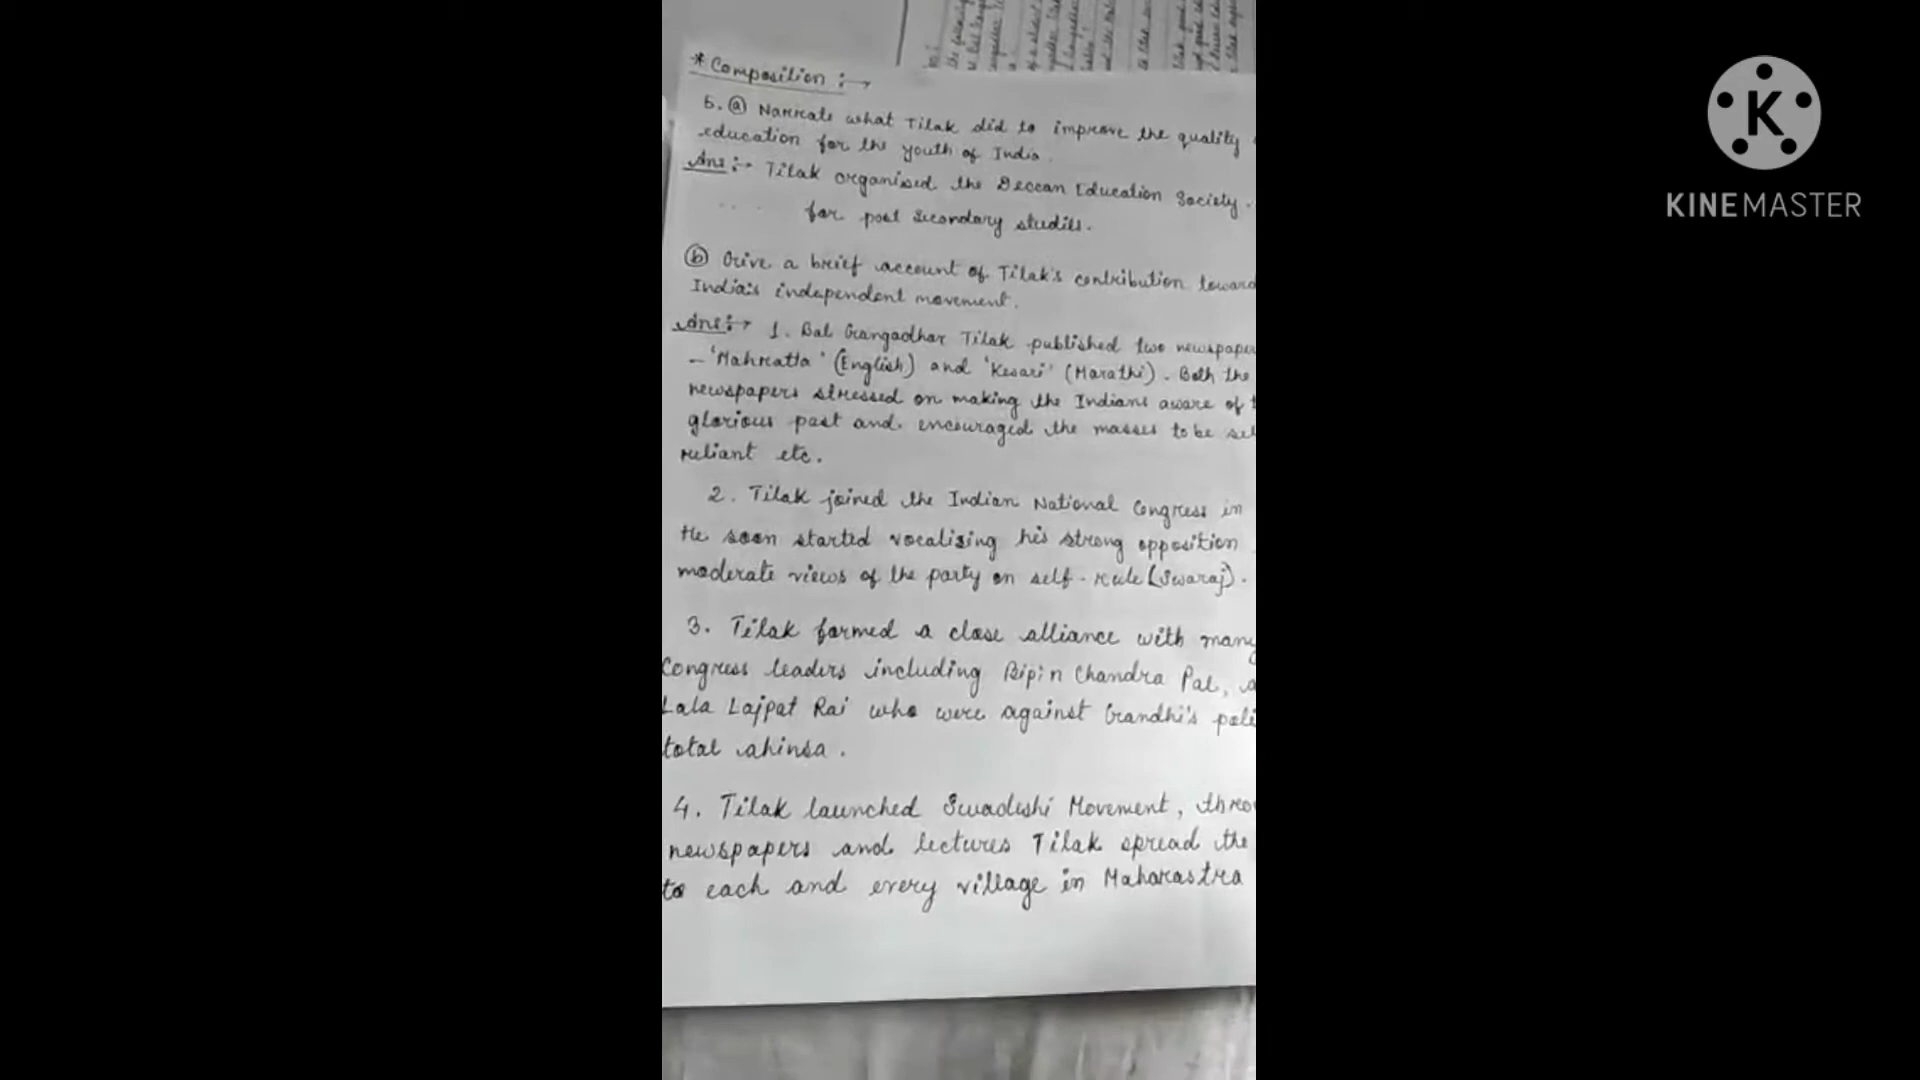 * Composition :→
5. (a) Narrate what Tilak did to improve the quality
education for the youth of India.
Ans :- Tilak organised the Deccan Education Society.
for post secondary studies.
(b) Give a brief account of Tilak's contribution toward
India's independent movement.
Ans :→ 1. Bal Gangadhar Tilak published two newspaper
- 'Mahratta' (English) and 'Kesari' (Marathi). Both the
newspapers stressed on making the Indians aware of
glorious past and encouraged the masses to be sel
reliant etc.
2. Tilak joined the Indian National Congress in
He soon started vocalising his strong opposition
moderate views of the party on self-rule (Swaraj).
3. Tilak formed a close alliance with many
Congress leaders including Bipin Chandra Pal,
Lala Lajpat Rai who were against Gandhi's poli
total ahinsa.
4. Tilak launched Swadeshi Movement, thro
newspapers and lectures Tilak spread the
to each and every village in Maharastra
K
KINEMASTER